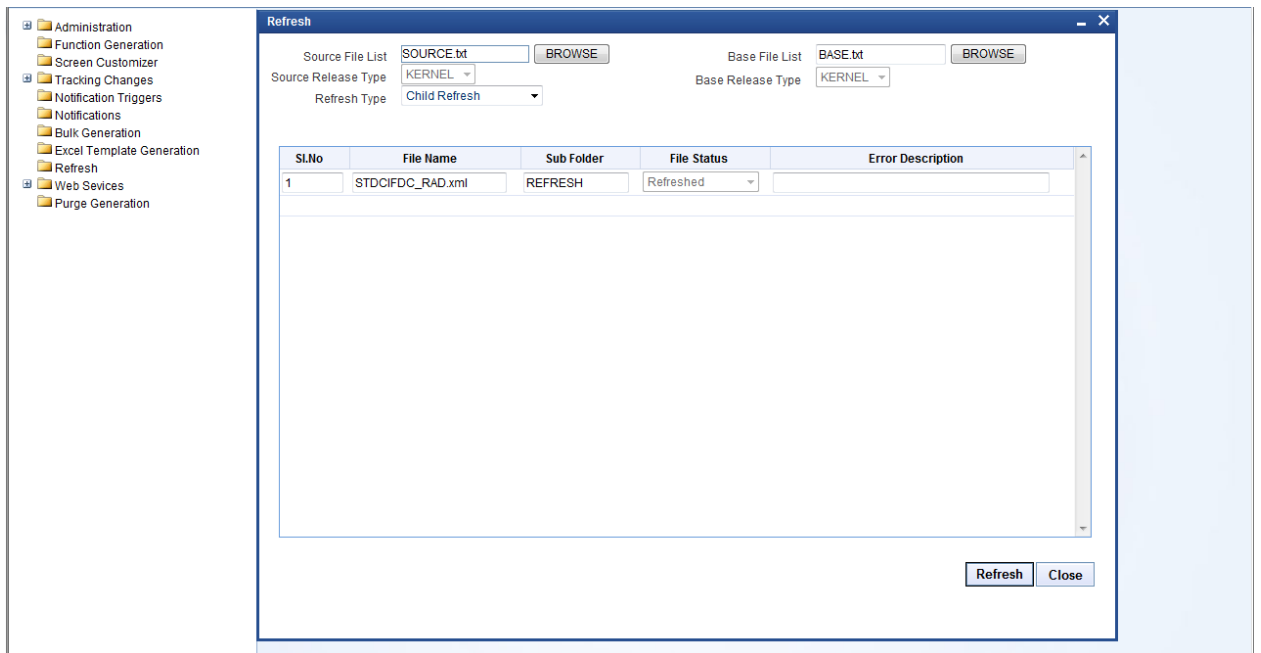 Administration
Function Generation
Screen Customizer
Tracking Changes
Notification Triggers
Notifications
Bulk Generation
Excel Template Generation
Refresh
Web Sevices
Purge Generation
Refresh
Source File List SOURCE.txt BROWSE Base File List BASE.txt BROWSE
Source Release Type KERNEL Base Release Type KERNEL
Refresh Type Child Refresh
Sl.No File Name Sub Folder File Status Error Description
1 STDCIFDC_RAD.xml REFRESH Refreshed
Refresh Close